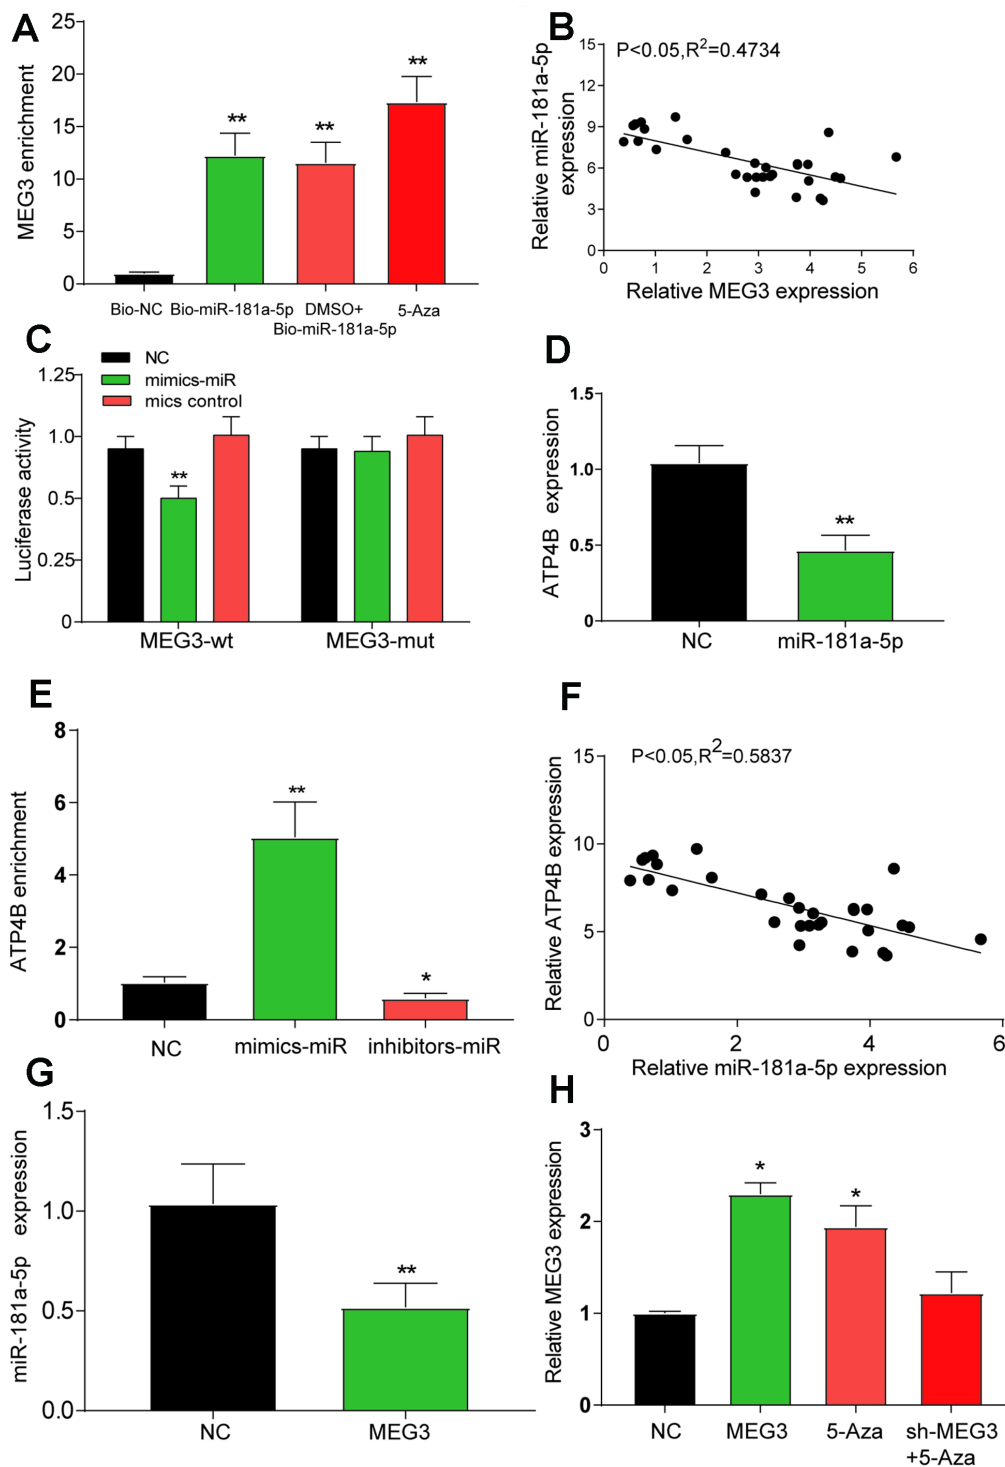 A
MEG3 enrichment
25
20
15
10
5
0
**
**
**
Bio-NC
Bio-miR-181a-5p
DMSO+
Bio-miR-181a-5p
5-Aza
B
P<0.05,R2=0.4734
Relative miR-181a-5p
expression
15
12
9
6
3
0
0 1 2 3 4 5 6
Relative MEG3 expression
C
NC
mimics-miR
mics control
Luciferase activity
1.25
1.0
0.5
0.25
0
**
MEG3-wt
MEG3-mut
D
ATP4B expression
1.5
1.0
0.5
0
**
NC
miR-181a-5p
E
ATP4B enrichment
8
6
4
2
0
**
*
NC
mimics-miR
inhibitors-miR
F
P<0.05,R2=0.5837
Relative ATP4B expression
15
10
5
0
0 2 4 6
Relative miR-181a-5p expression
G
miR-181a-5p expression
1.5
1.0
0.5
0.0
**
NC
MEG3
H
Relative MEG3 expression
3
2
1
0
*
*
NC
MEG3
5-Aza
sh-MEG3
+5-Aza